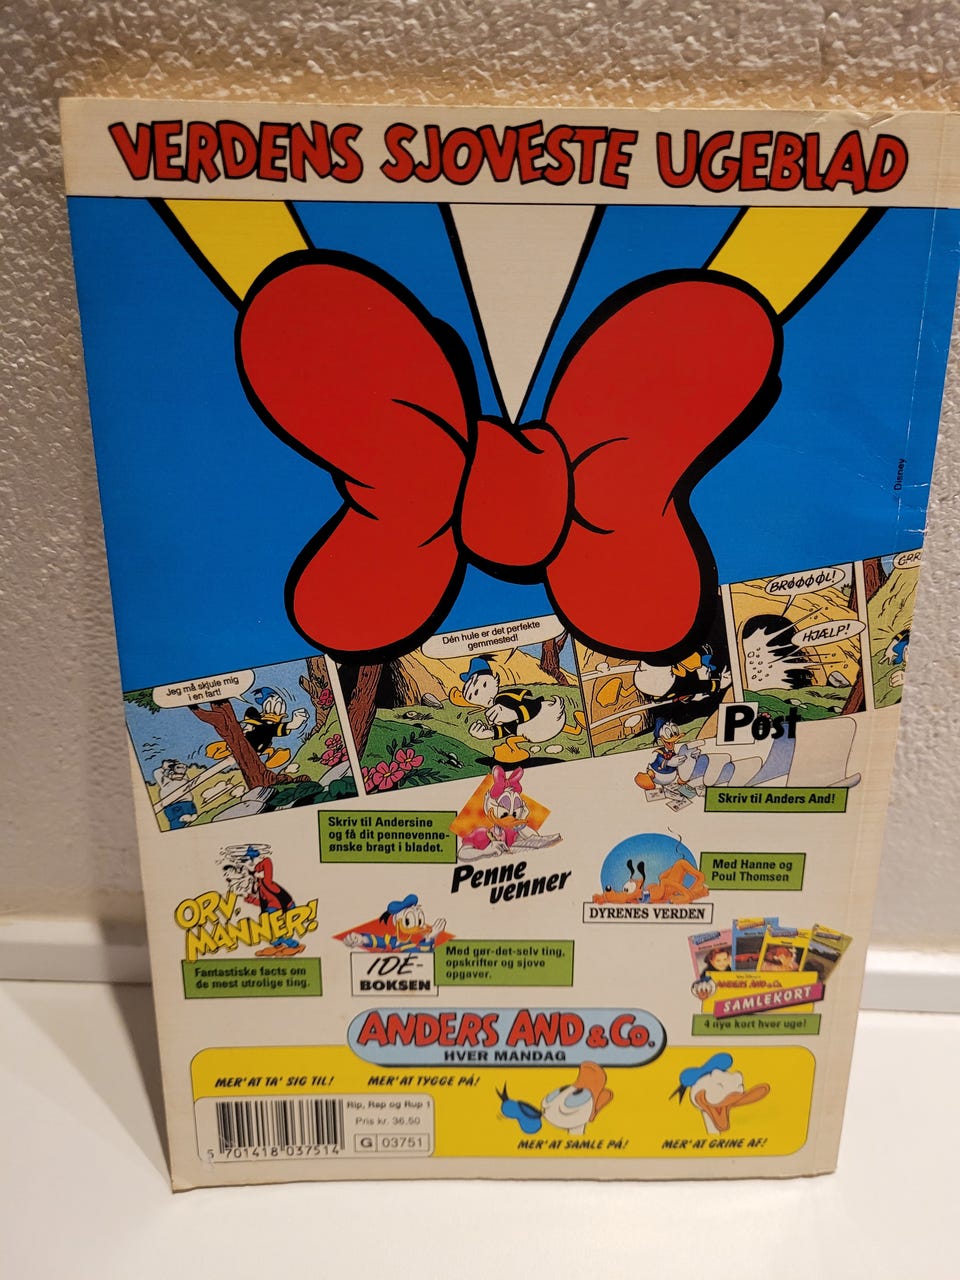 VERDENS SJOVESTE UGEBLAD
© Disney
Jeg må skjule mig
i en fart!
Dén hule er det perfekte
gemmested!
BRØØØØL!
HJÆLP!
Post
Skriv til Anders And!
Skriv til Andersine
og få dit pennevenne-
ønske bragt i bladet.
Penne
venner
Med Hanne og
Poul Thomsen
DYRENES VERDEN
ORV,
MANNER!
Fantastiske facts om
de mest utrolige ting.
IDE-
BOKSEN
Med gør-det-selv ting,
opskrifter og sjove
opgaver.
ANDERS AND & Co.
SAMLEKORT
4 nye kort hver uge!
ANDERS AND & Co.
HVER MANDAG
MER' AT TA' SIG TIL!
MER' AT TYGGE PÅ!
MER' AT SAMLE PÅ!
MER' AT GRINE AF!
Rip, Rap og Rup 1
Pris kr. 36.50
G 03751
5 701418 037514